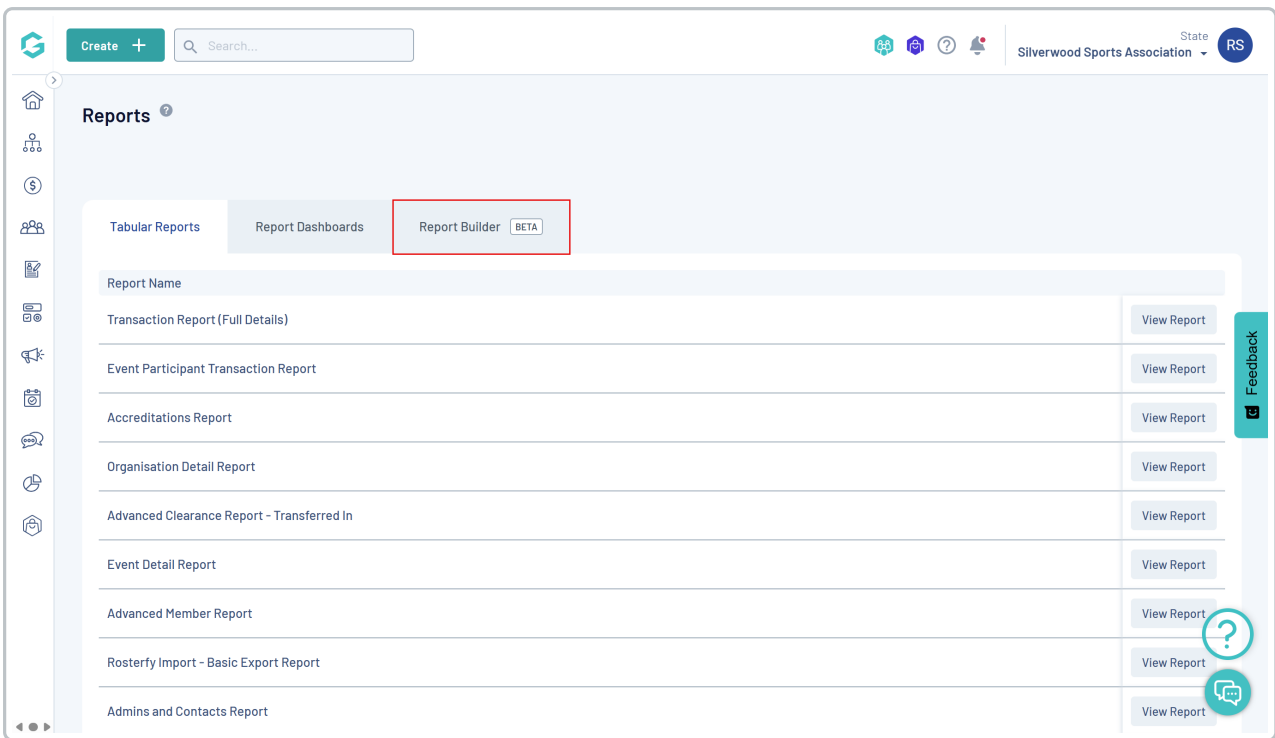 Create +
Search...
State
Silverwood Sports Association
RS
Reports ?
Tabular Reports
Report Dashboards
Report Builder BETA
Report Name
Transaction Report (Full Details) View Report
Event Participant Transaction Report View Report
Accreditations Report View Report
Organisation Detail Report View Report
Advanced Clearance Report - Transferred In View Report
Event Detail Report View Report
Advanced Member Report View Report
Rosterfy Import - Basic Export Report View Report
Admins and Contacts Report View Report
Feedback